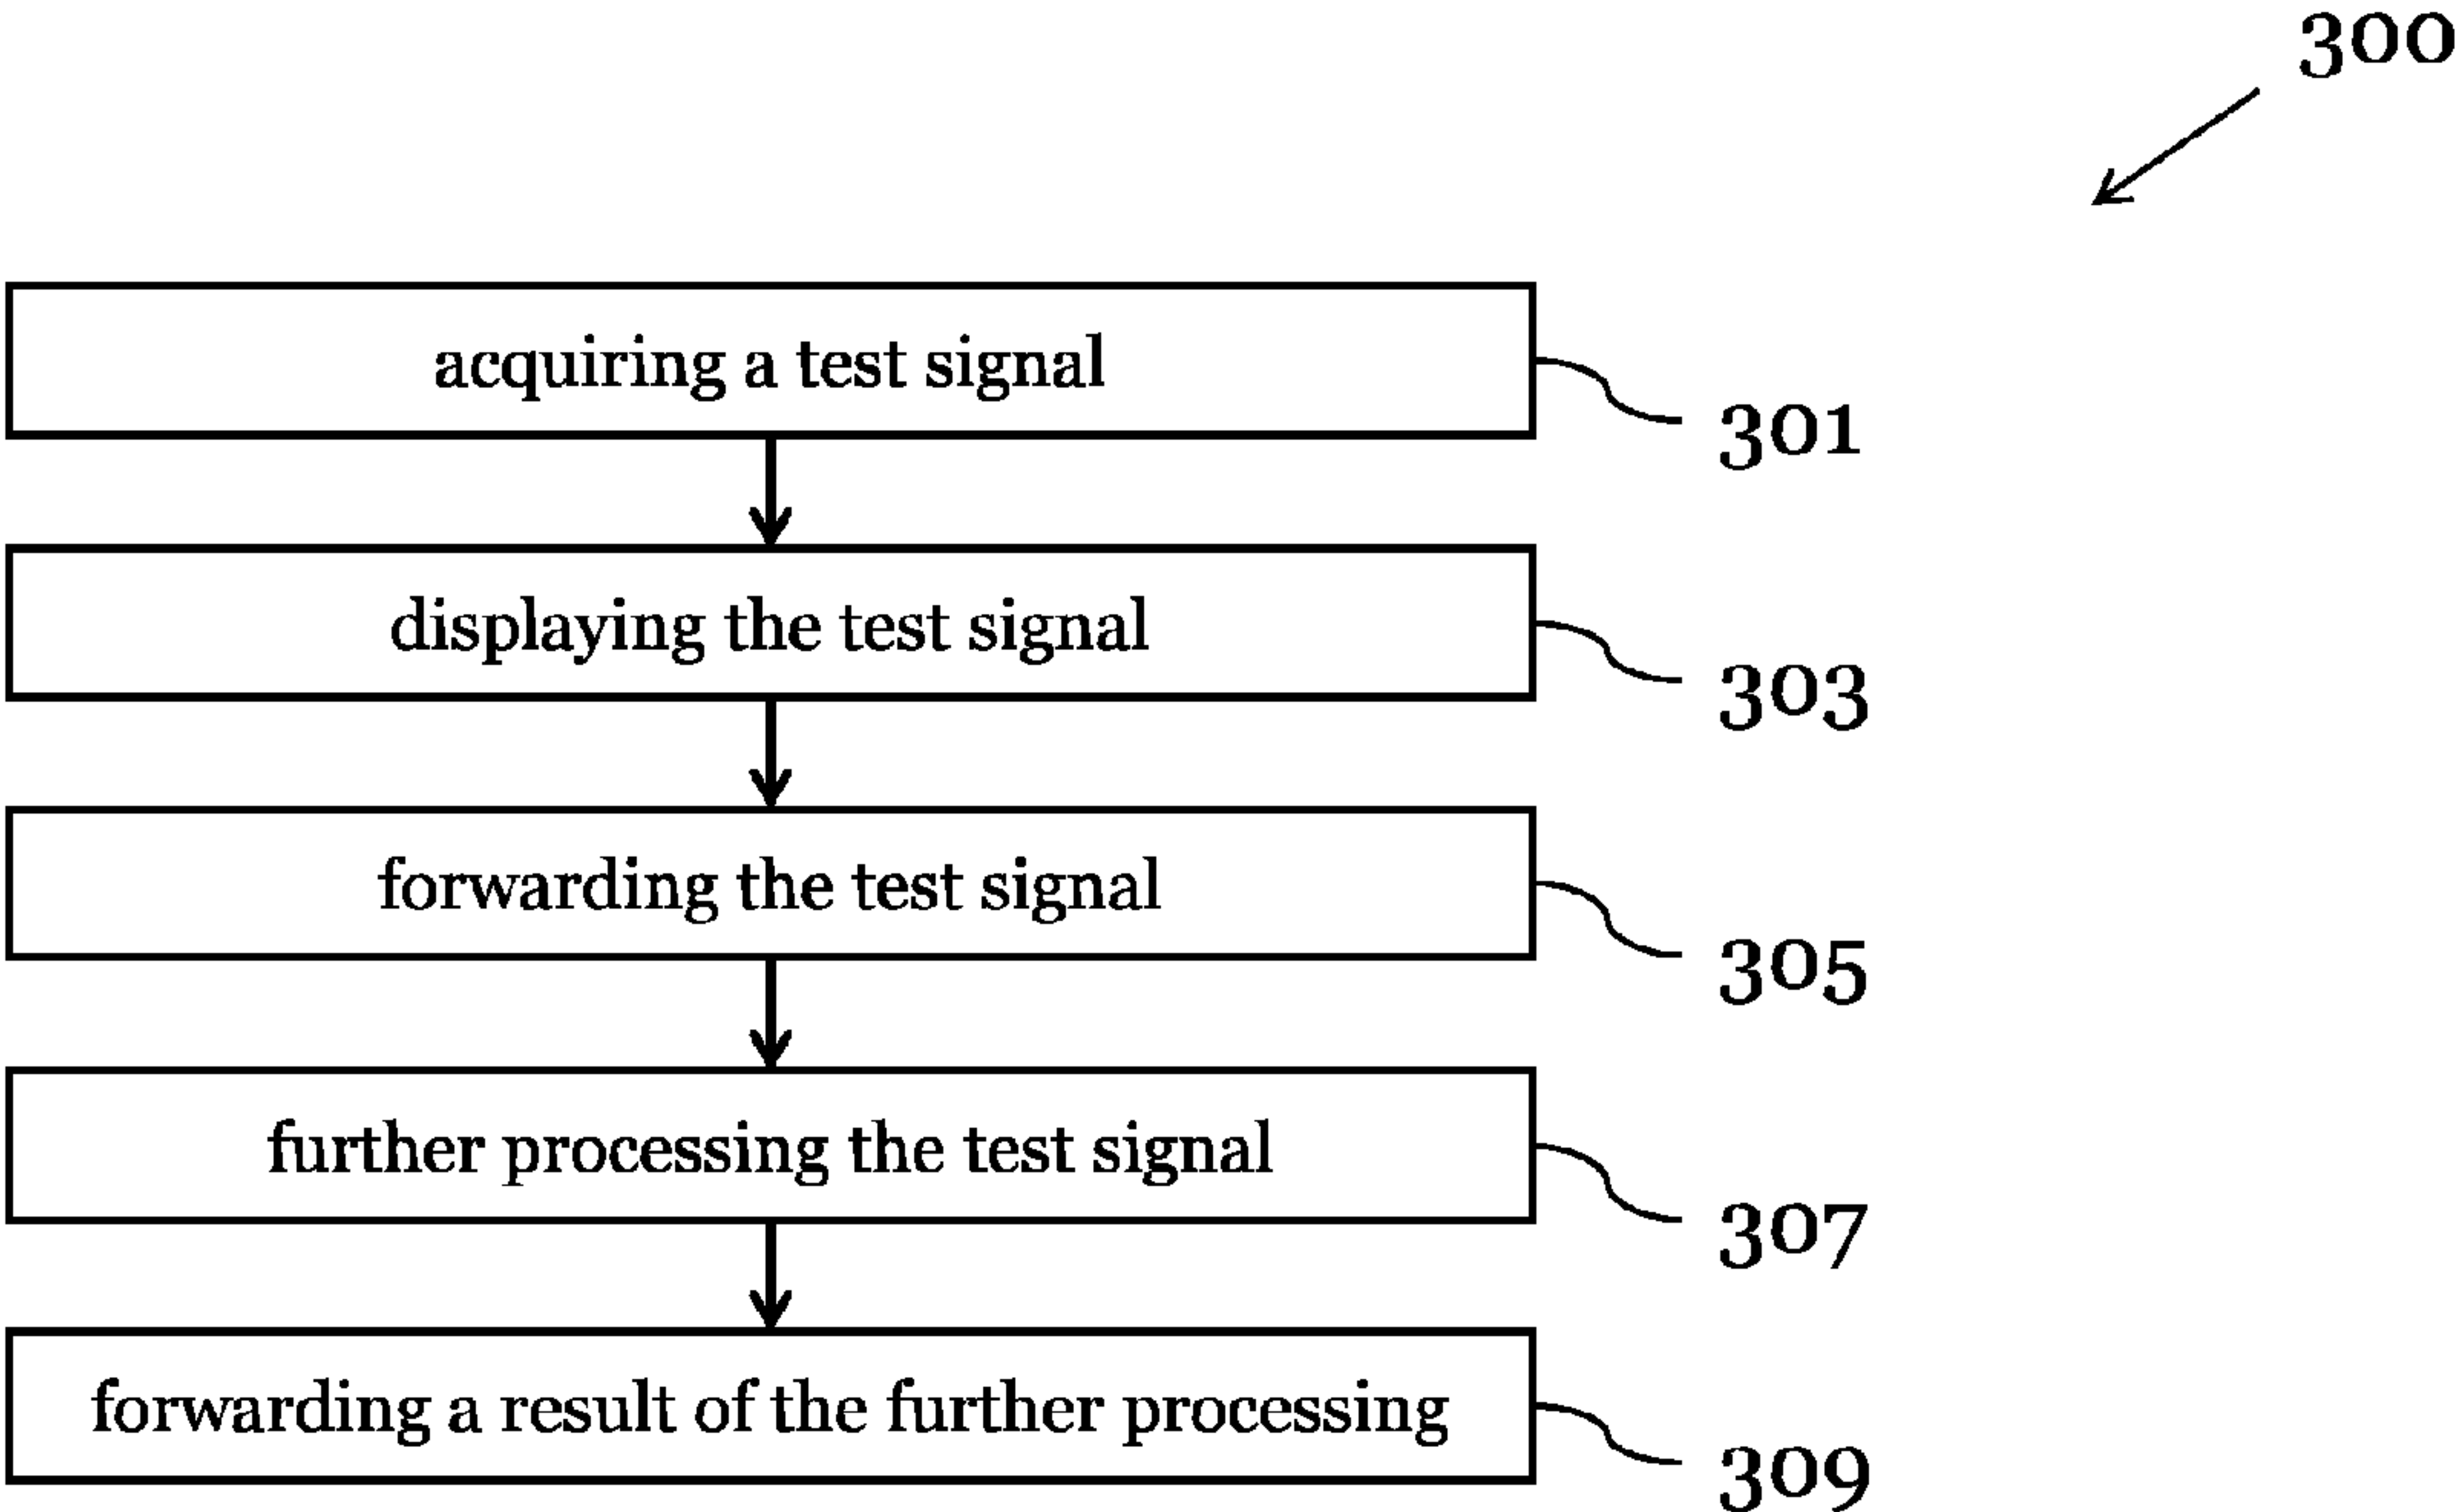 300
acquiring a test signal
301
displaying the test signal
303
forwarding the test signal
305
further processing the test signal
307
forwarding a result of the further processing
309